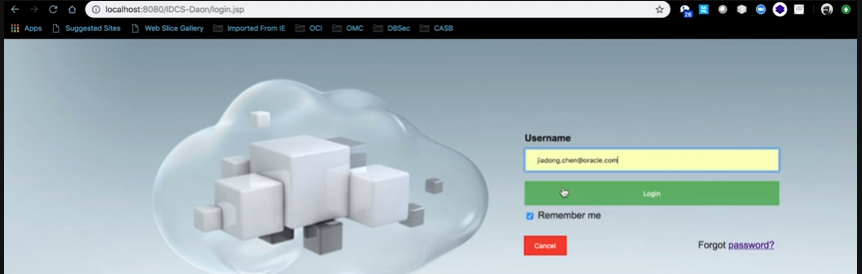 localhost:8080/IDCS-Daon/login.jsp
26
Apps Suggested Sites Web Slice Gallery Imported From IE OCI OMC DBSec CASB
Username
jiadong.chen@oracle.com
Login
Remember me
Cancel
Forgot password?